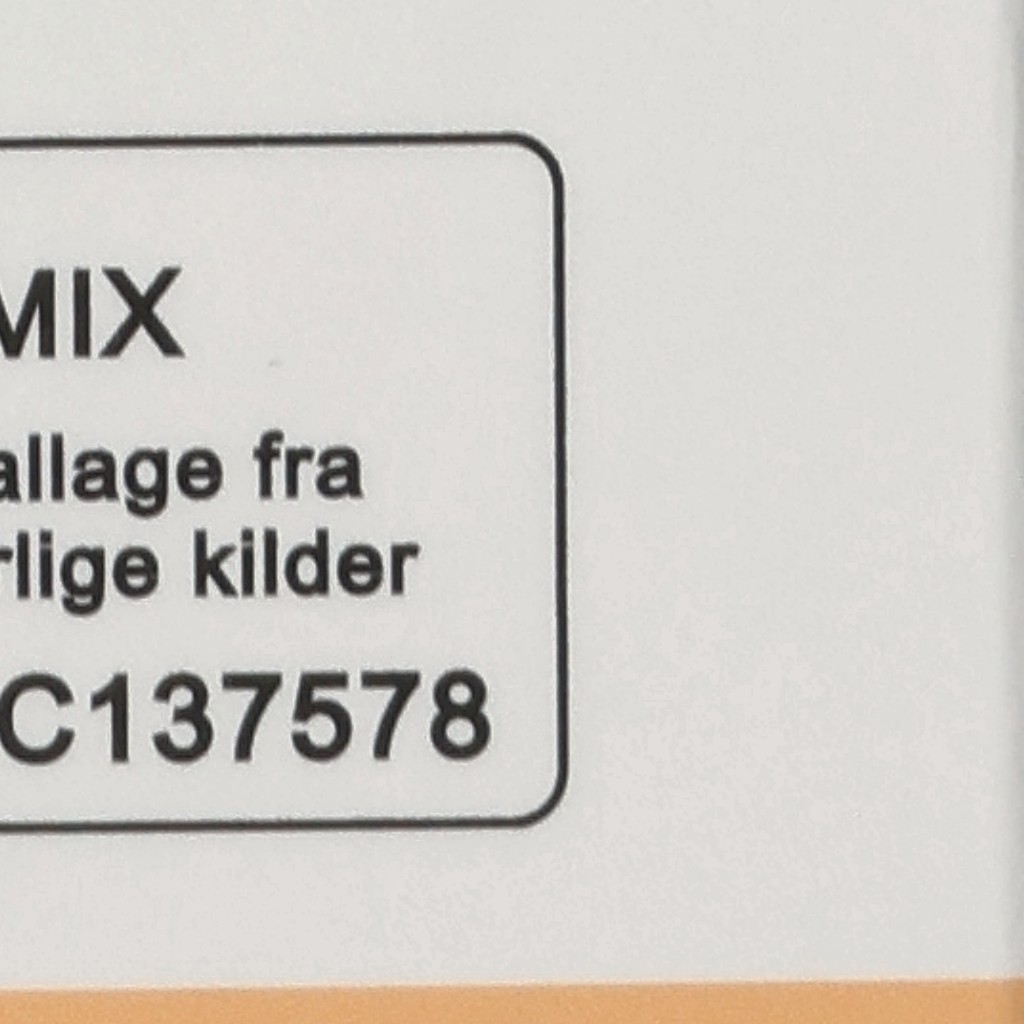 MIX
allage fra
rlige kilder
C137578